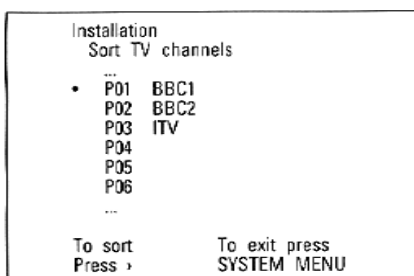 Installation
Sort TV channels
...
• P01 BBC1
P02 BBC2
P03 ITV
P04
P05
P06
...
To sort To exit press
Press › SYSTEM MENU